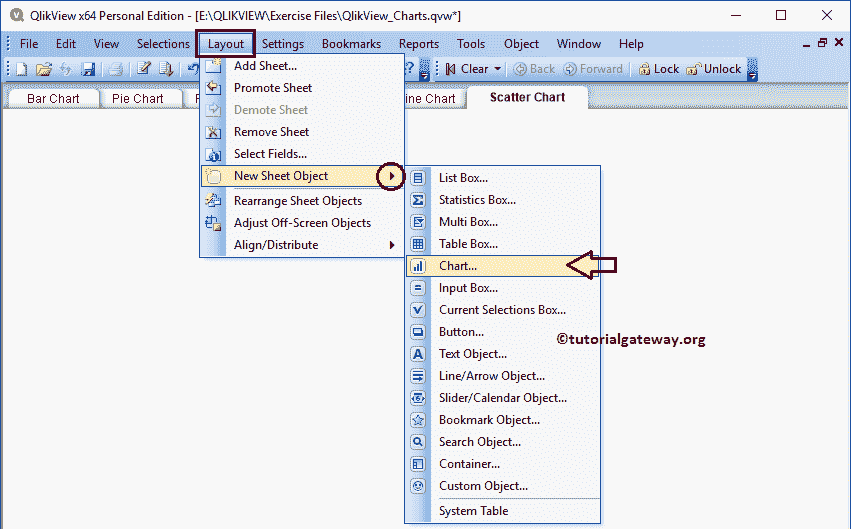 QlikView x64 Personal Edition - [E:\QLIKVIEW\Exercise Files\QlikView_Charts.qvw*]
File Edit View Selections Layout Settings Bookmarks Reports Tools Object Window Help
? Clear Back Forward Lock Unlock
Bar Chart Pie Chart ine Chart Scatter Chart
Add Sheet...
Promote Sheet
Demote Sheet
Remove Sheet
Select Fields...
New Sheet Object
Rearrange Sheet Objects
Adjust Off-Screen Objects
Align/Distribute
List Box...
Statistics Box...
Multi Box...
Table Box...
Chart...
Input Box...
Current Selections Box...
Button...
Text Object...
Line/Arrow Object...
Slider/Calendar Object...
Bookmark Object...
Search Object...
Container...
Custom Object...
System Table
©tutorialgateway.org